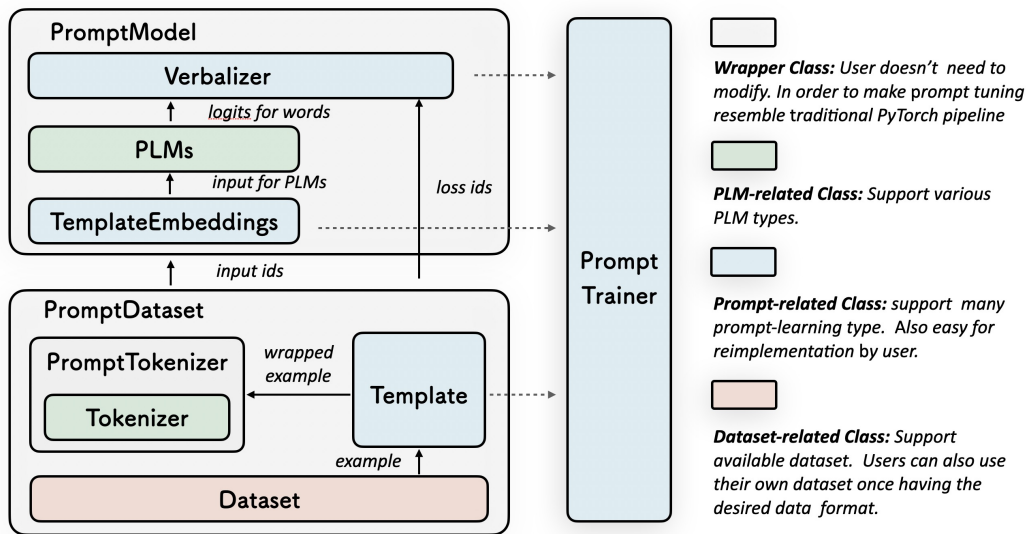 PromptModel
Verbalizer
logits for words
PLMs
input for PLMs
loss ids
TemplateEmbeddings
input ids
PromptDataset
PromptTokenizer
Tokenizer
wrapped
example
Template
example
Dataset
Prompt
Trainer
Wrapper Class: User doesn't need to
modify. In order to make prompt tuning
resemble traditional PyTorch pipeline
PLM-related Class: Support various
PLM types.
Prompt-related Class: support many
prompt-learning type. Also easy for
reimplementation by user.
Dataset-related Class: Support
available dataset. Users can also use
their own dataset once having the
desired data format.